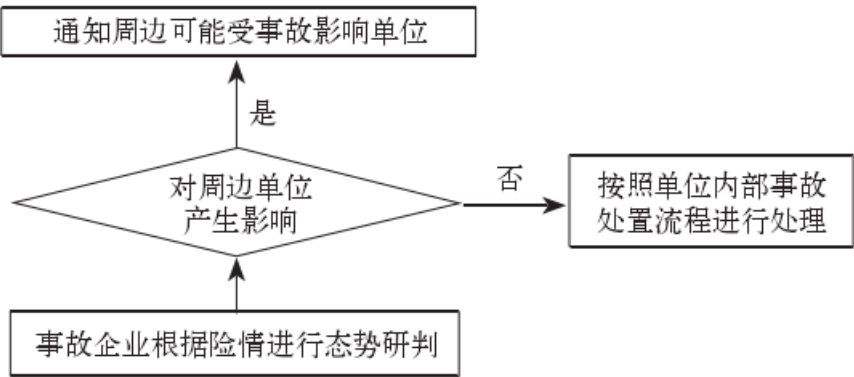 通知周边可能受事故影响单位
是
对周边单位
产生影响
否
按照单位内部事故
处置流程进行处理
事故企业根据险情进行态势研判